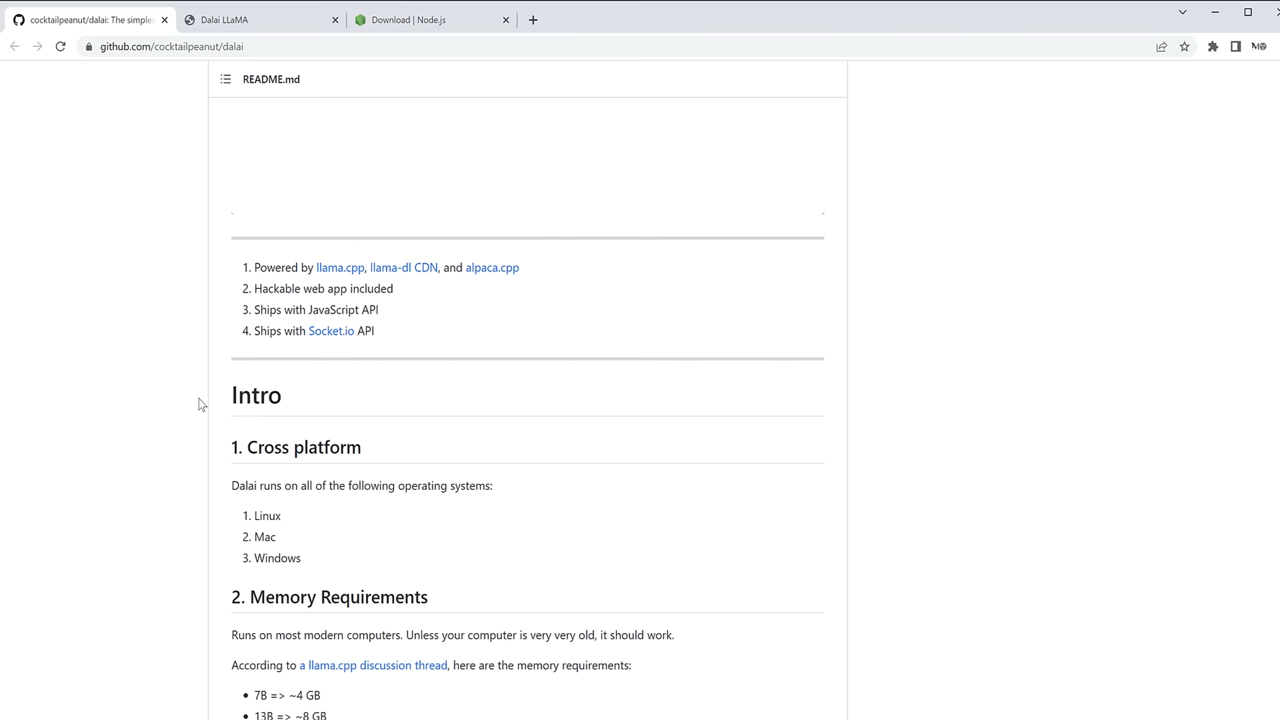 cocktailpeanut/dalai: The simples
Dalai LLaMA
Download | Node.js
github.com/cocktailpeanut/dalai
README.md
1. Powered by llama.cpp, llama-dl CDN, and alpaca.cpp
2. Hackable web app included
3. Ships with JavaScript API
4. Ships with Socket.io API
Intro
1. Cross platform
Dalai runs on all of the following operating systems:
1. Linux
2. Mac
3. Windows
2. Memory Requirements
Runs on most modern computers. Unless your computer is very very old, it should work.
According to a llama.cpp discussion thread, here are the memory requirements:
• 7B => ~4 GB
• 13B => ~8 GB